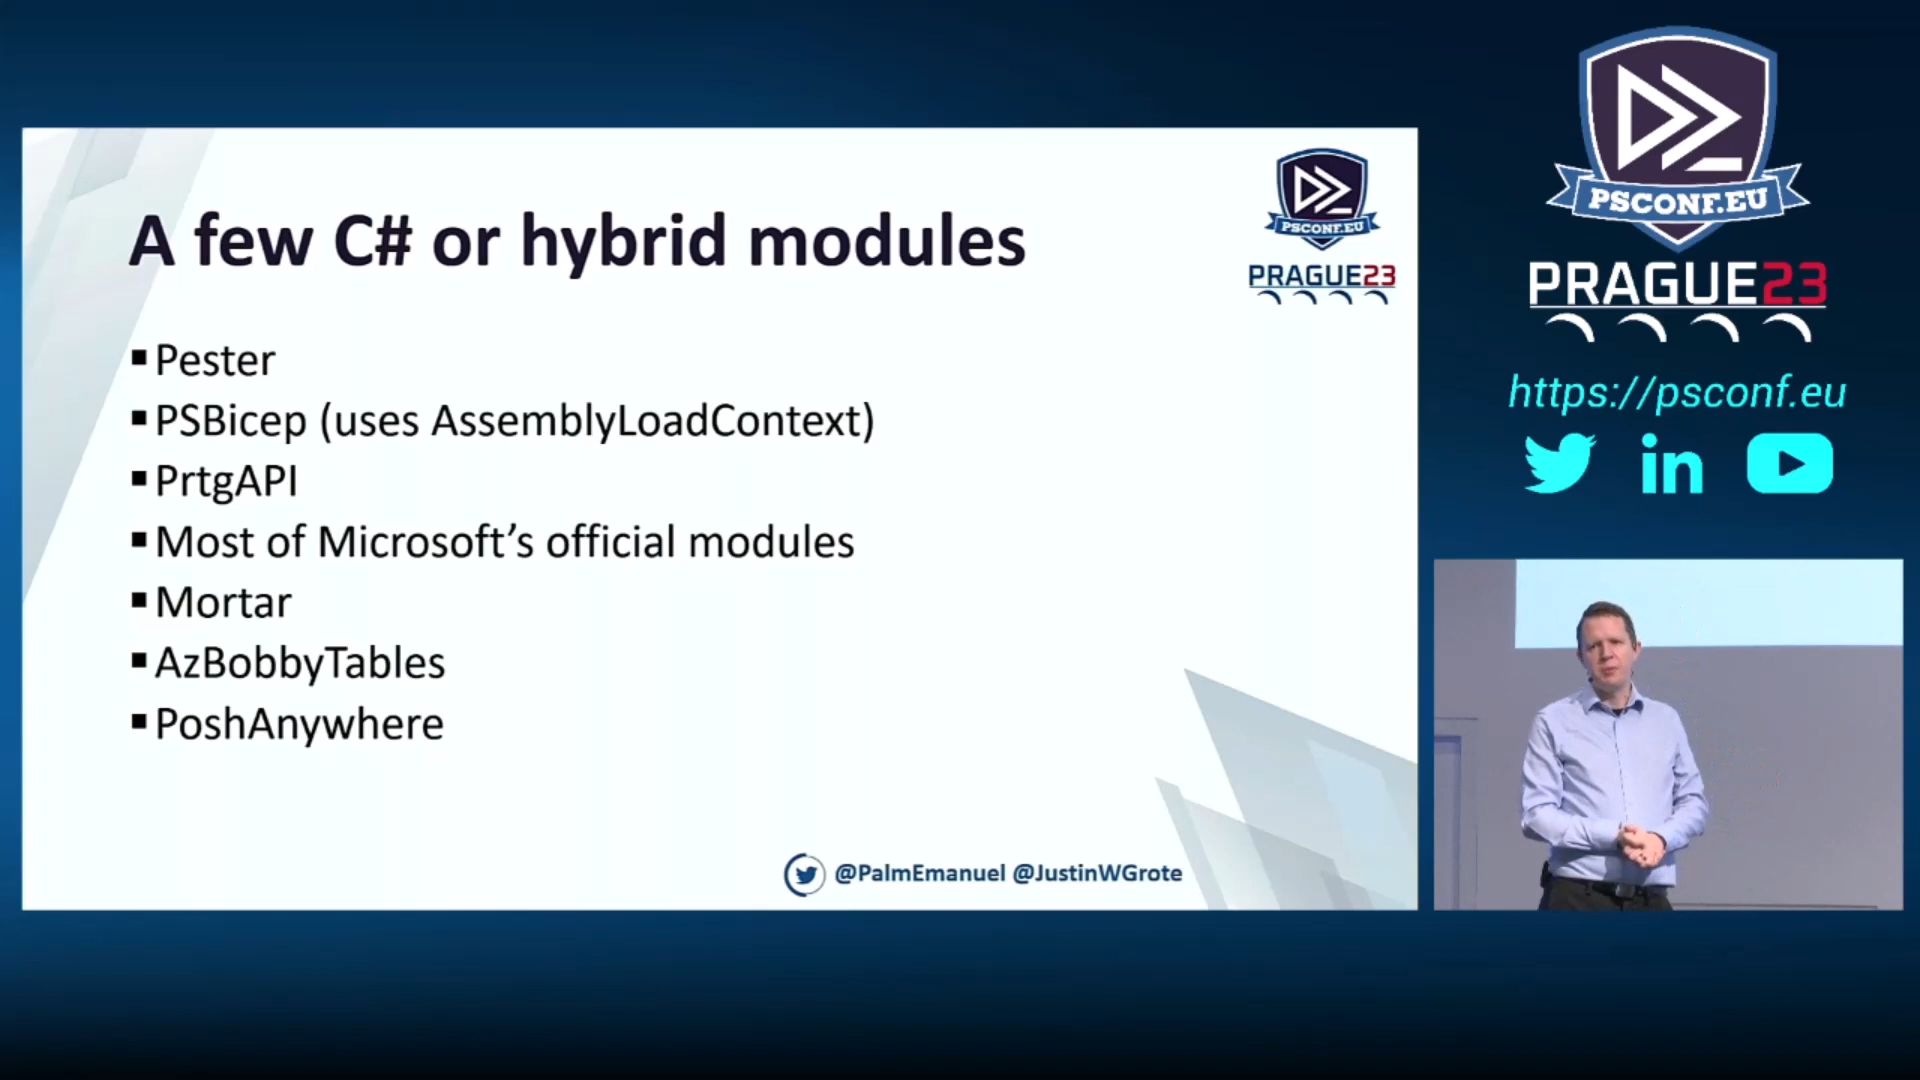 A few C# or hybrid modules
PSCONF.EU
PRAGUE23
▪Pester
▪PSBicep (uses AssemblyLoadContext)
▪PrtgAPI
▪Most of Microsoft’s official modules
▪Mortar
▪AzBobbyTables
▪PoshAnywhere
@PalmEmanuel @JustinWGrote
PSCONF.EU
PRAGUE23
https://psconf.eu
in